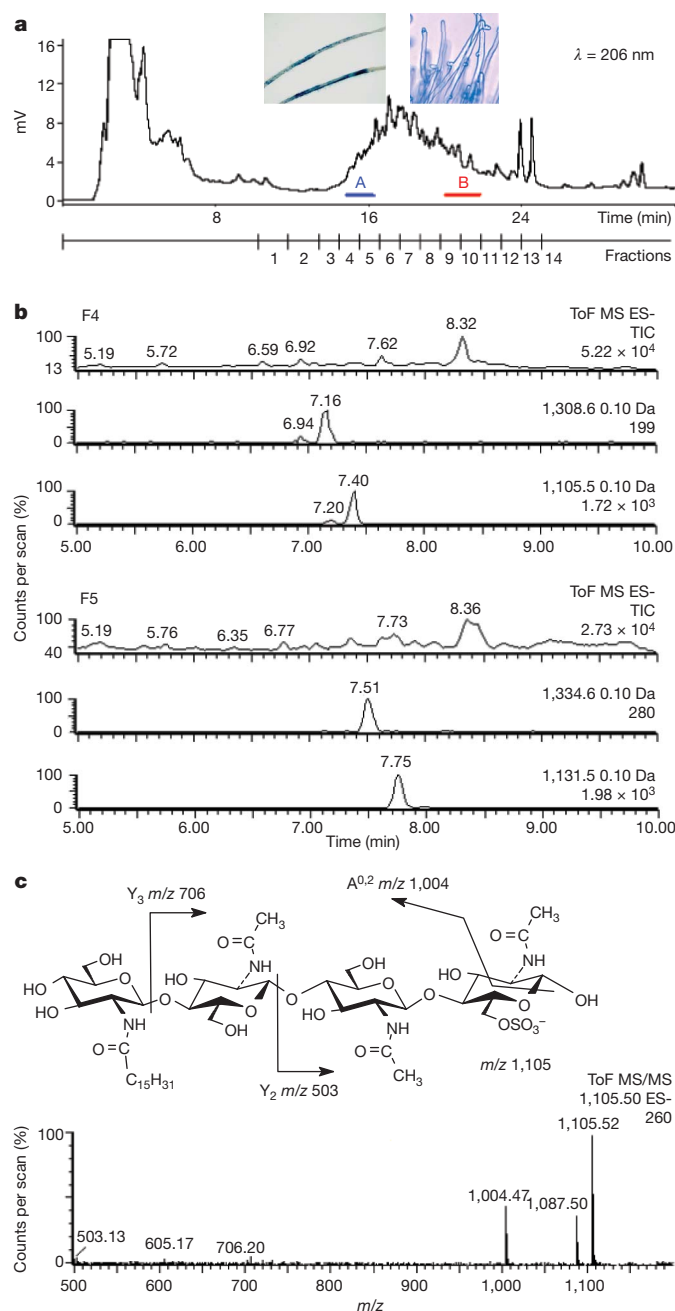 a
16
12
8
4
0
mV
λ = 206 nm
A
B
8
16
24
Time (min)
1 2 3 4 5 6 7 8 9 10 11 12 13 14
Fractions
b
F4
ToF MS ES-
TIC
5.22 × 10⁴
100
13
5.19
5.72
6.59
6.92
7.62
8.32
1,308.6 0.10 Da
199
100
0
6.94
7.16
1,105.5 0.10 Da
1.72 × 10³
100
0
7.20
7.40
5.00 6.00 7.00 8.00 9.00 10.00
Counts per scan (%)
F5
ToF MS ES-
TIC
2.73 × 10⁴
100
40
5.19
5.76
6.35
6.77
7.73
8.36
1,334.6 0.10 Da
280
100
0
7.51
1,131.5 0.10 Da
1.98 × 10³
100
0
7.75
5.00 6.00 7.00 8.00 9.00 10.00
Time (min)
c
Y₃ m/z 706
A⁰,² m/z 1,004
CH₃
O=C
NH
OH
HO
HO
O
NH
O=C
C₁₅H₃₁
HO
O
OH
O
OH
O
HO
NH
O=C
CH₃
Y₂ m/z 503
CH₃
O=C
NH
HO
O
O
OH
6C
OSO₃⁻
m/z 1,105
ToF MS/MS
1,105.50 ES-
260
100
0
Counts per scan (%)
503.13
605.17
706.20
1,004.47
1,087.50
1,105.52
500 600 700 800 900 1,000 1,100
m/z